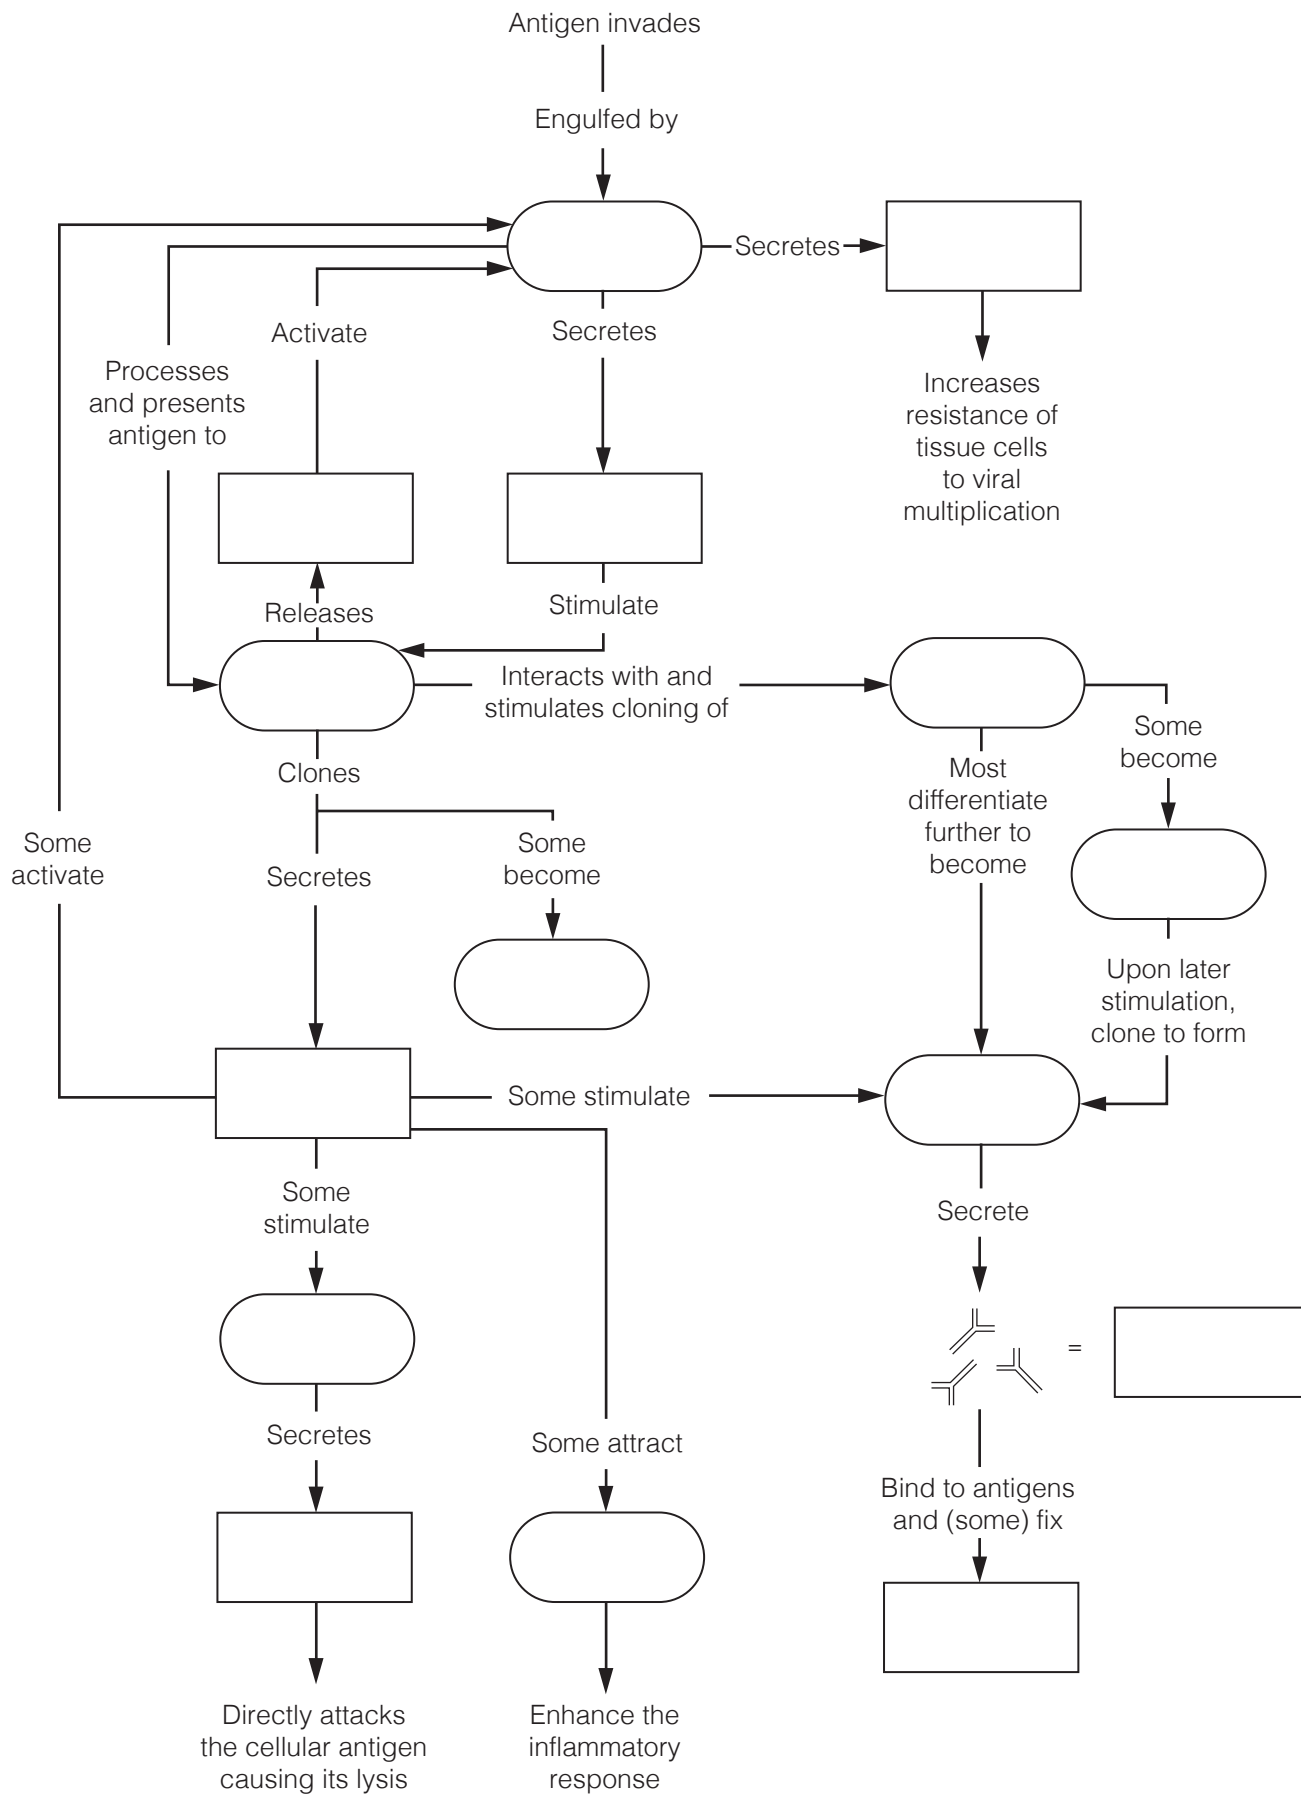 Antigen invades
Engulfed by
Secretes
Activate
Secretes
Processes
and presents
antigen to
Increases
resistance of
tissue cells
to viral
multiplication
Releases
Stimulate
Interacts with and
stimulates cloning of
Some
become
Clones
Most
differentiate
further to
become
Some
activate
Secretes
Some
become
Upon later
stimulation,
clone to form
Some stimulate
Some
stimulate
Secrete
=
Secretes
Some attract
Bind to antigens
and (some) fix
Directly attacks
the cellular antigen
causing its lysis
Enhance the
inflammatory
response